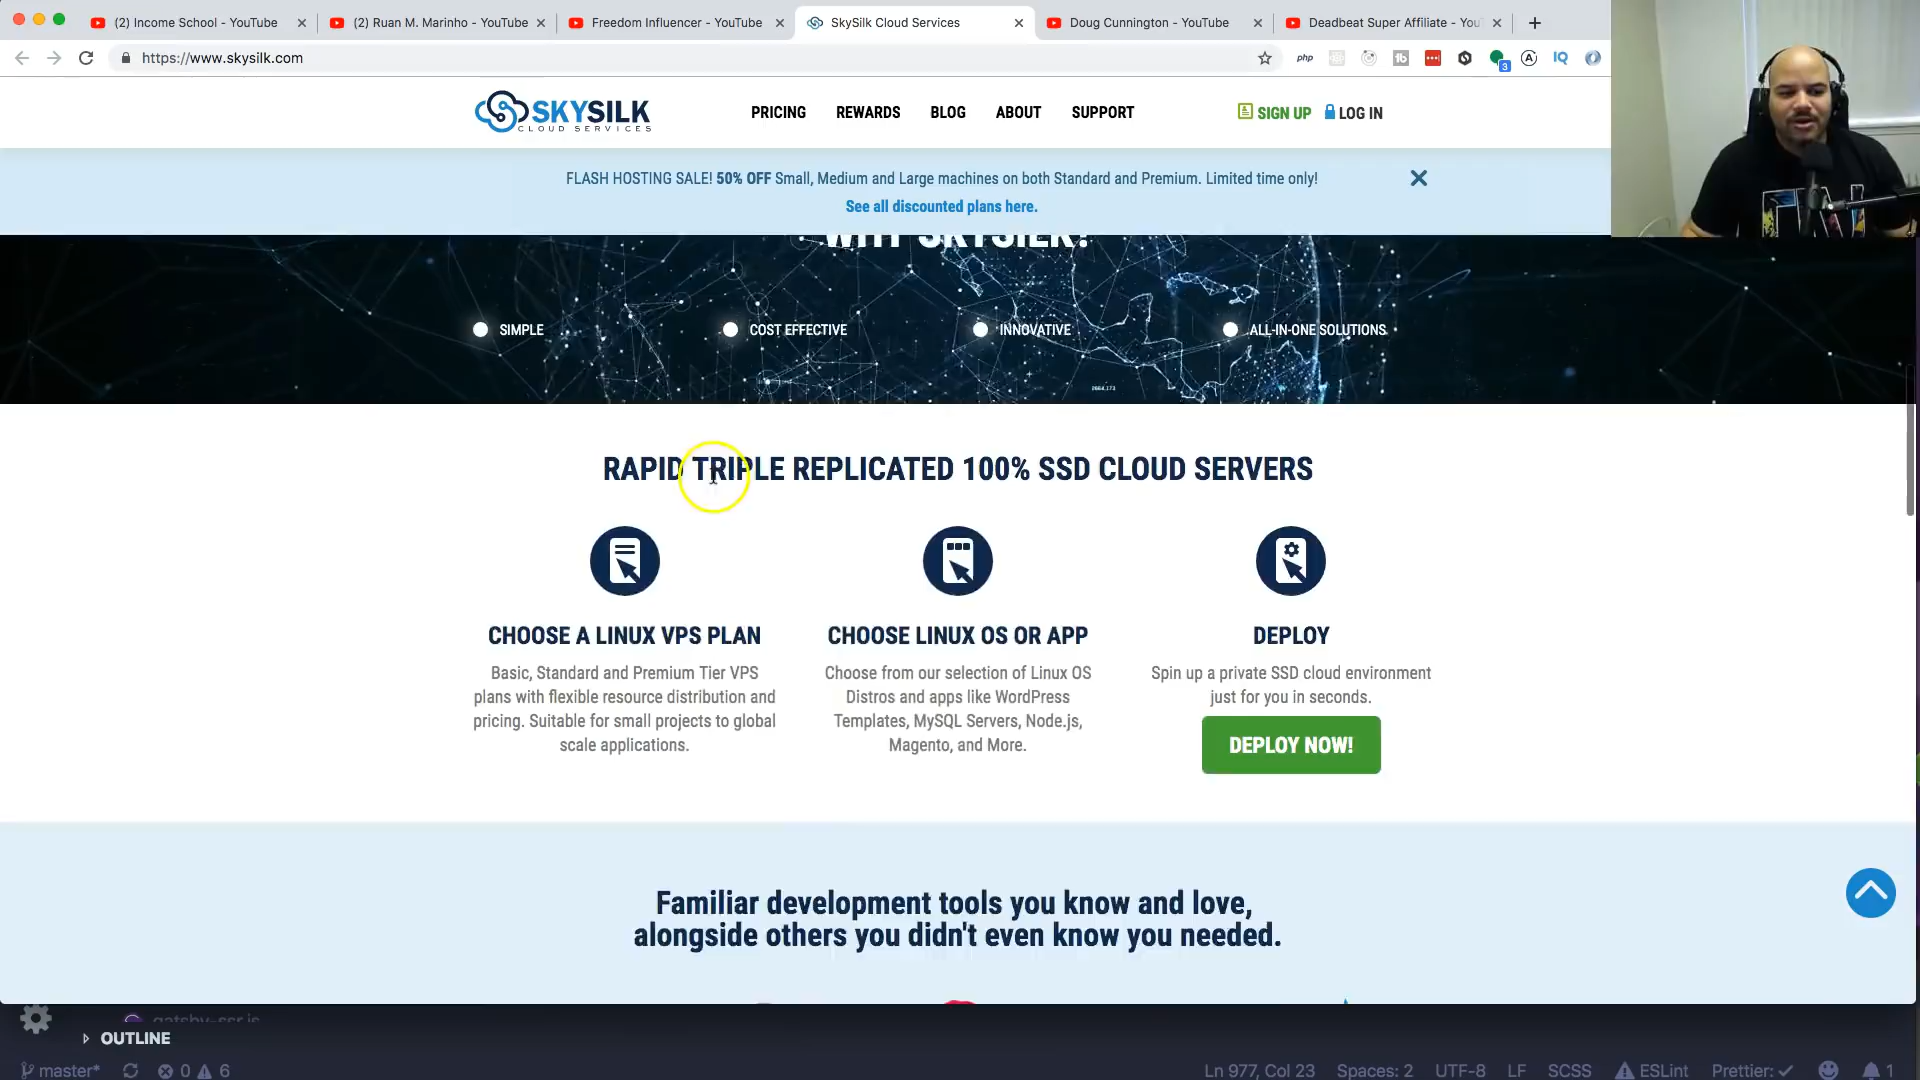 (2) Income School - YouTube
(2) Ruan M. Marinho - YouTube
Freedom Influencer - YouTube
SkySilk Cloud Services
Doug Cunnington - YouTube
Deadbeat Super Affiliate - You
https://www.skysilk.com
php
3
IQ
SKYSILK
CLOUD SERVICES
PRICING
REWARDS
BLOG
ABOUT
SUPPORT
SIGN UP
LOG IN
FLASH HOSTING SALE! 50% OFF Small, Medium and Large machines on both Standard and Premium. Limited time only!
See all discounted plans here.
WHY SKYSILK?
SIMPLE
COST EFFECTIVE
INNOVATIVE
ALL-IN-ONE SOLUTIONS
RAPID TRIPLE REPLICATED 100% SSD CLOUD SERVERS
CHOOSE A LINUX VPS PLAN
Basic, Standard and Premium Tier VPS
plans with flexible resource distribution and
pricing. Suitable for small projects to global
scale applications.
CHOOSE LINUX OS OR APP
Choose from our selection of Linux OS
Distros and apps like WordPress
Templates, MySQL Servers, Node.js,
Magento, and More.
DEPLOY
Spin up a private SSD cloud environment
just for you in seconds.
DEPLOY NOW!
Familiar development tools you know and love,
alongside others you didn't even know you needed.
gatsby-ssr.js
OUTLINE
master*
0
6
Ln 977, Col 23
Spaces: 2
UTF-8
LF
SCSS
ESLint
Prettier: ✓
1